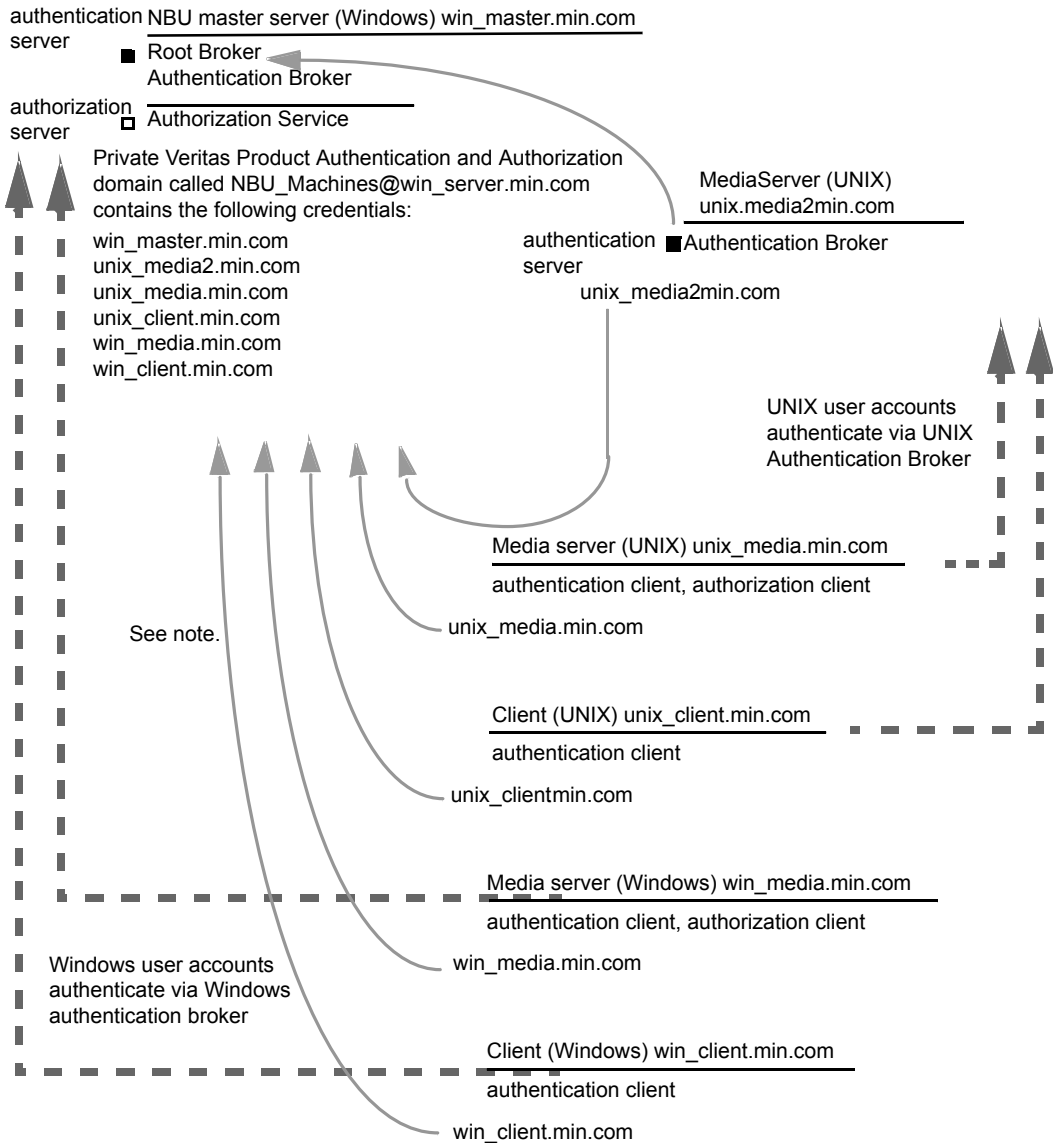 authentication
server
NBU master server (Windows) win_master.min.com
Root Broker
Authentication Broker
authorization
server
Authorization Service
Private Veritas Product Authentication and Authorization
domain called NBU_Machines@win_server.min.com
contains the following credentials:
win_master.min.com
unix_media2.min.com
unix_media.min.com
unix_client.min.com
win_media.min.com
win_client.min.com
MediaServer (UNIX)
unix.media2min.com
authentication
server
Authentication Broker
unix_media2min.com
UNIX user accounts
authenticate via UNIX
Authentication Broker
Media server (UNIX) unix_media.min.com
authentication client, authorization client
unix_media.min.com
See note.
Client (UNIX) unix_client.min.com
authentication client
unix_clientmin.com
Media server (Windows) win_media.min.com
authentication client, authorization client
win_media.min.com
Windows user accounts
authenticate via Windows
authentication broker
Client (Windows) win_client.min.com
authentication client
win_client.min.com